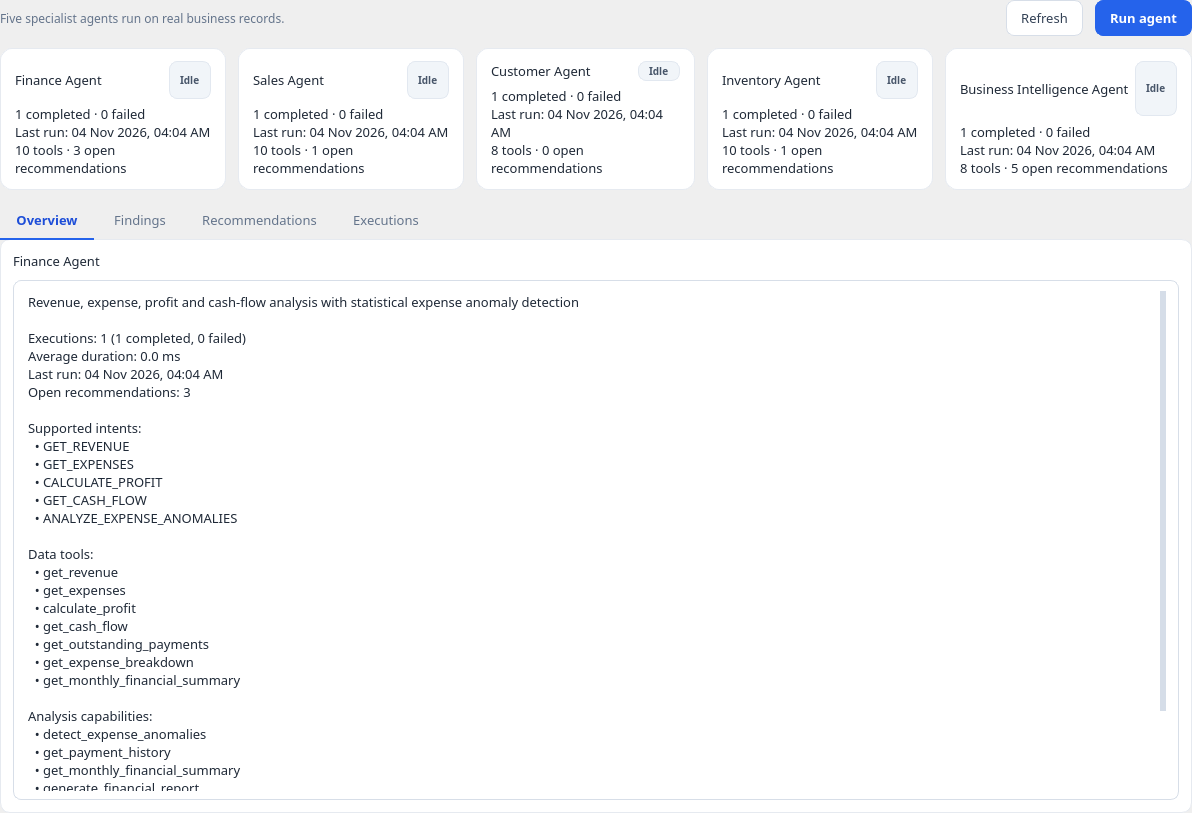 Five specialist agents run on real business records.
Refresh
Run agent
Finance Agent
Idle
1 completed · 0 failed
Last run: 04 Nov 2026, 04:04 AM
10 tools · 3 open
recommendations
Sales Agent
Idle
1 completed · 0 failed
Last run: 04 Nov 2026, 04:04 AM
10 tools · 1 open
recommendations
Customer Agent
Idle
1 completed · 0 failed
Last run: 04 Nov 2026, 04:04
AM
8 tools · 0 open
recommendations
Inventory Agent
Idle
1 completed · 0 failed
Last run: 04 Nov 2026, 04:04 AM
10 tools · 1 open
recommendations
Business Intelligence Agent
Idle
1 completed · 0 failed
Last run: 04 Nov 2026, 04:04 AM
8 tools · 5 open recommendations
Overview
Findings
Recommendations
Executions
Finance Agent
Revenue, expense, profit and cash-flow analysis with statistical expense anomaly detection
Executions: 1 (1 completed, 0 failed)
Average duration: 0.0 ms
Last run: 04 Nov 2026, 04:04 AM
Open recommendations: 3
Supported intents:
• GET_REVENUE
• GET_EXPENSES
• CALCULATE_PROFIT
• GET_CASH_FLOW
• ANALYZE_EXPENSE_ANOMALIES
Data tools:
• get_revenue
• get_expenses
• calculate_profit
• get_cash_flow
• get_outstanding_payments
• get_expense_breakdown
• get_monthly_financial_summary
Analysis capabilities:
• detect_expense_anomalies
• get_payment_history
• get_monthly_financial_summary
• generate_financial_report